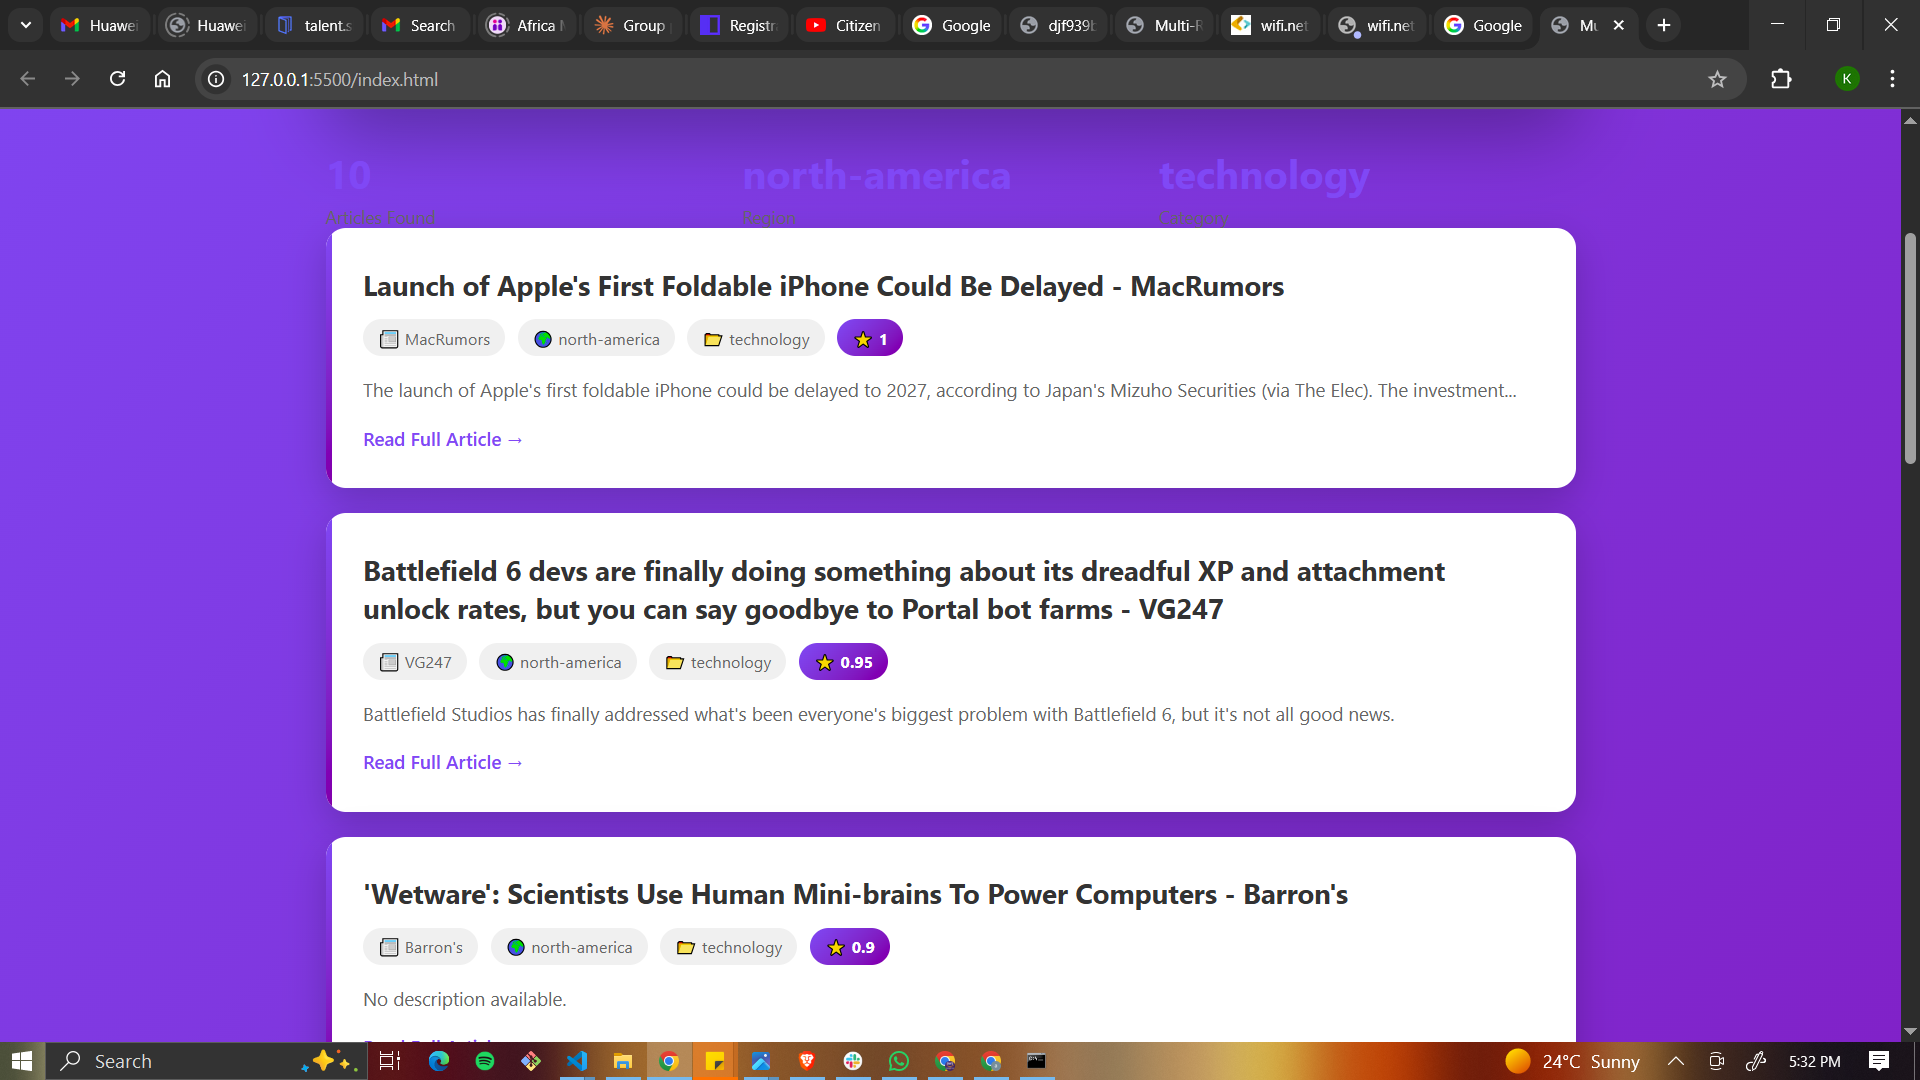 Huawei
Huawei
talent.s
Search
Africa M
Group
Registra
Citizen
Google
djf939b
Multi-R
wifi.net
wifi.net
Google
Mu
127.0.0.1:5500/index.html
K
10
north-america
technology
Articles Found
Region
Category
Launch of Apple's First Foldable iPhone Could Be Delayed - MacRumors
MacRumors
north-america
technology
1
The launch of Apple's first foldable iPhone could be delayed to 2027, according to Japan's Mizuho Securities (via The Elec). The investment...
Read Full Article →
Battlefield 6 devs are finally doing something about its dreadful XP and attachment
unlock rates, but you can say goodbye to Portal bot farms - VG247
VG247
north-america
technology
0.95
Battlefield Studios has finally addressed what's been everyone's biggest problem with Battlefield 6, but it's not all good news.
Read Full Article →
'Wetware': Scientists Use Human Mini-brains To Power Computers - Barron's
Barron's
north-america
technology
0.9
No description available.
Search
24°C Sunny
5:32 PM